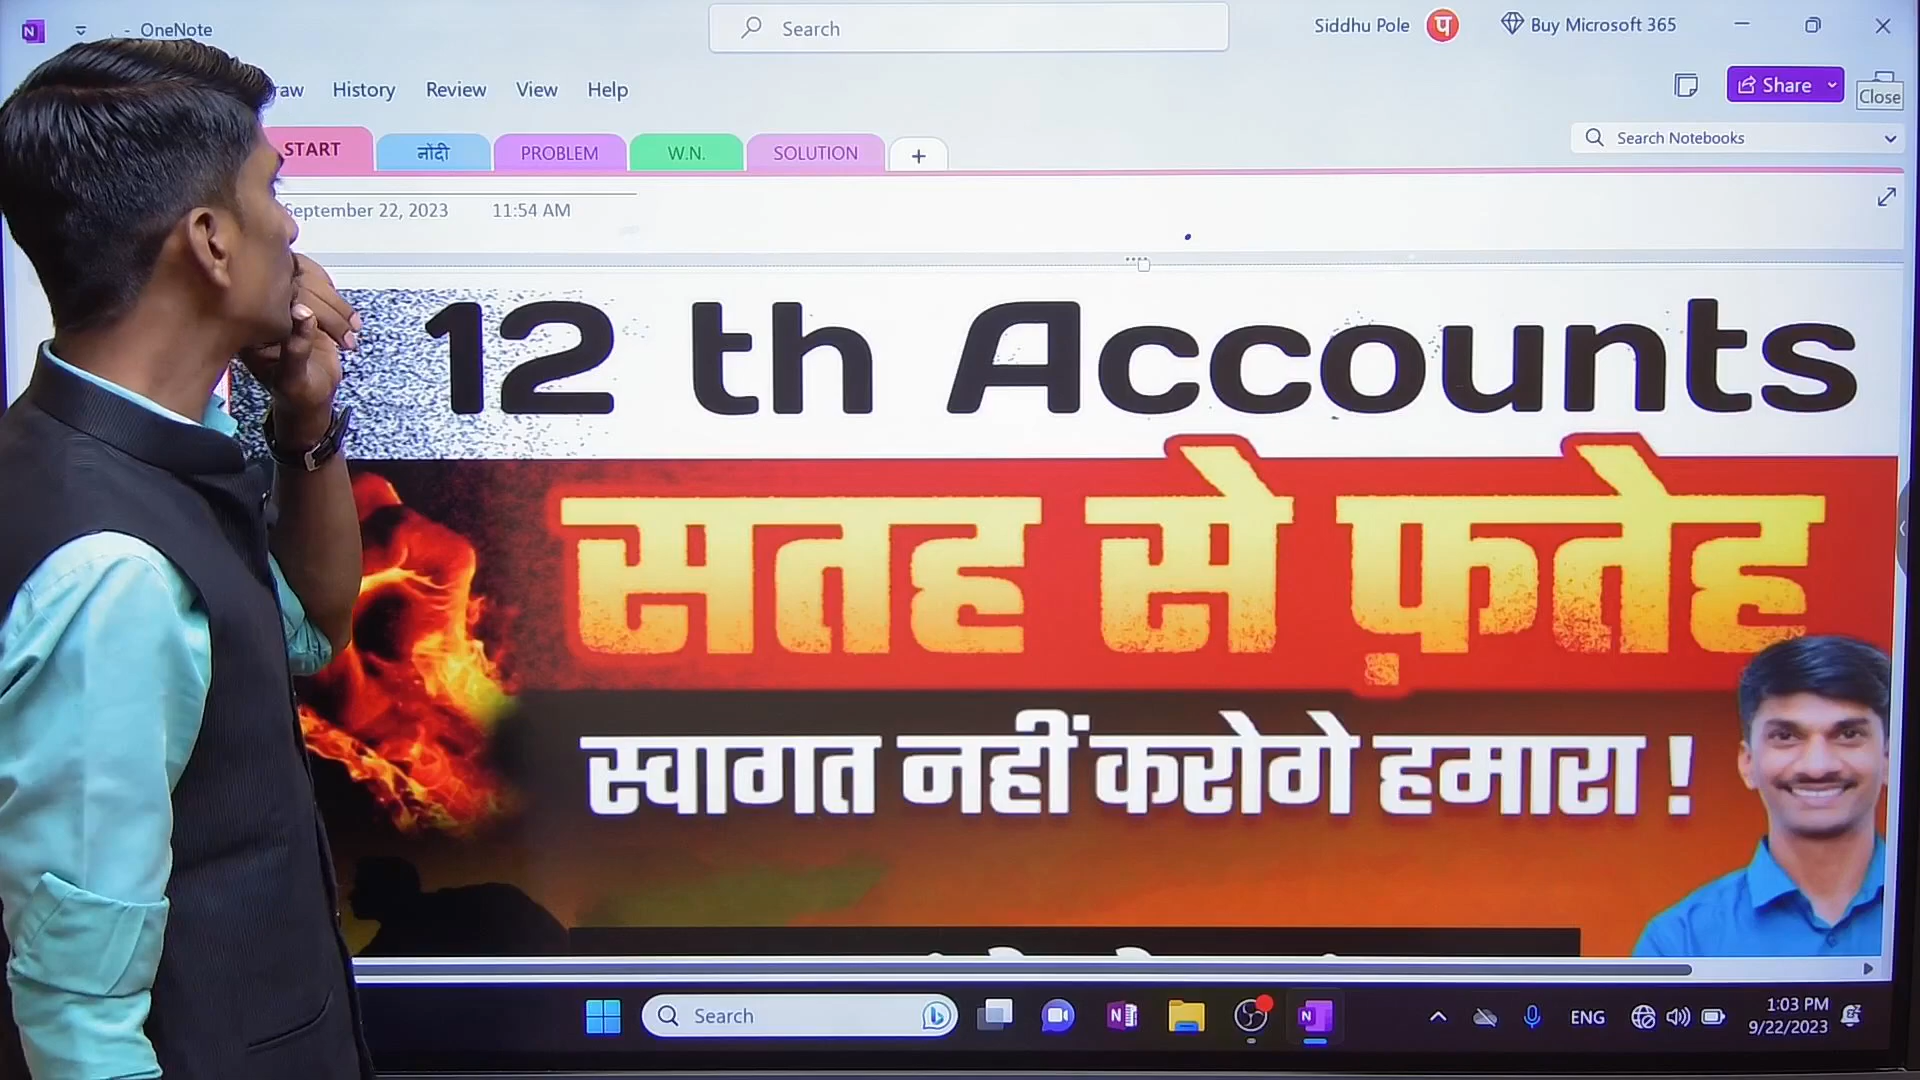 OneNote
Search
Siddhu Pole
प
Buy Microsoft 365
raw History Review View Help
Share
Close
START नोंदी PROBLEM W.N. SOLUTION +
Search Notebooks
September 22, 2023 11:54 AM
12 th Accounts
सतह से फ़तेह
स्वागत नहीं करोगे हमारा !
Search
ENG
1:03 PM
9/22/2023